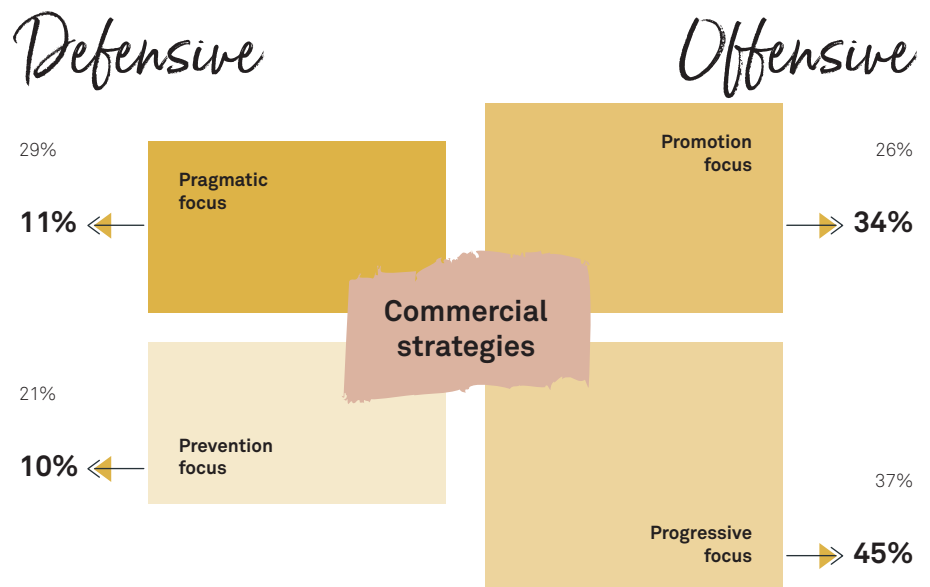 Defensive
Offensive
29%
Pragmatic
focus
11%
Promotion
focus
26%
34%
Commercial
strategies
21%
Prevention
focus
10%
37%
Progressive
focus
45%